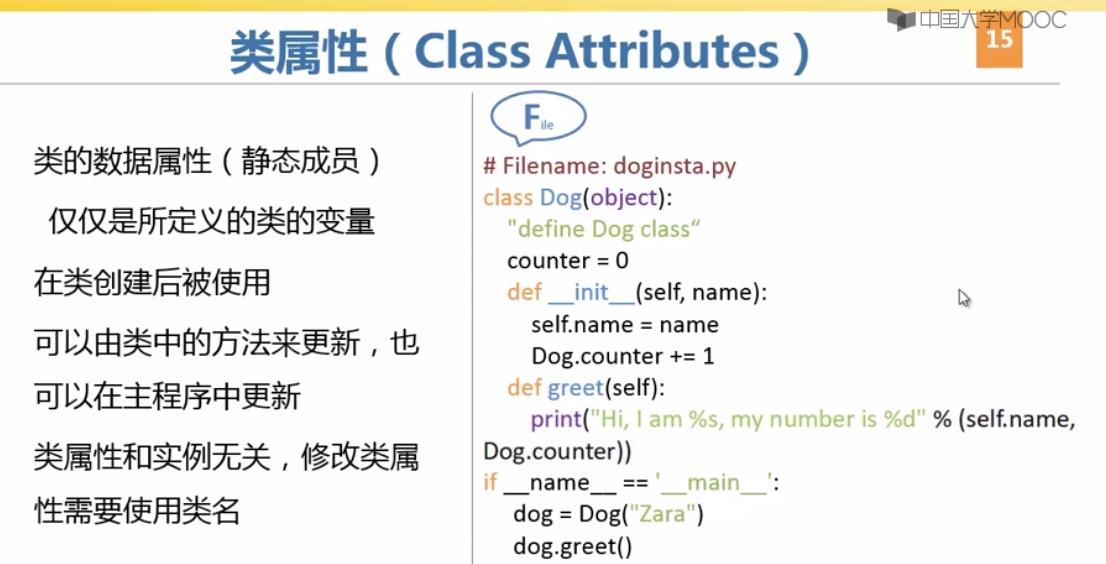 中国大学MOOC
类属性（Class Attributes）
15
类的数据属性（静态成员）
仅仅是所定义的类的变量
在类创建后被使用
可以由类中的方法来更新，也
可以在主程序中更新
类属性和实例无关，修改类属
性需要使用类名
File
# Filename: doginsta.py
class Dog(object):
"define Dog class“
counter = 0
def __init__(self, name):
self.name = name
Dog.counter += 1
def greet(self):
print("Hi, I am %s, my number is %d" % (self.name,
Dog.counter))
if __name__ == '__main__':
dog = Dog("Zara")
dog.greet()